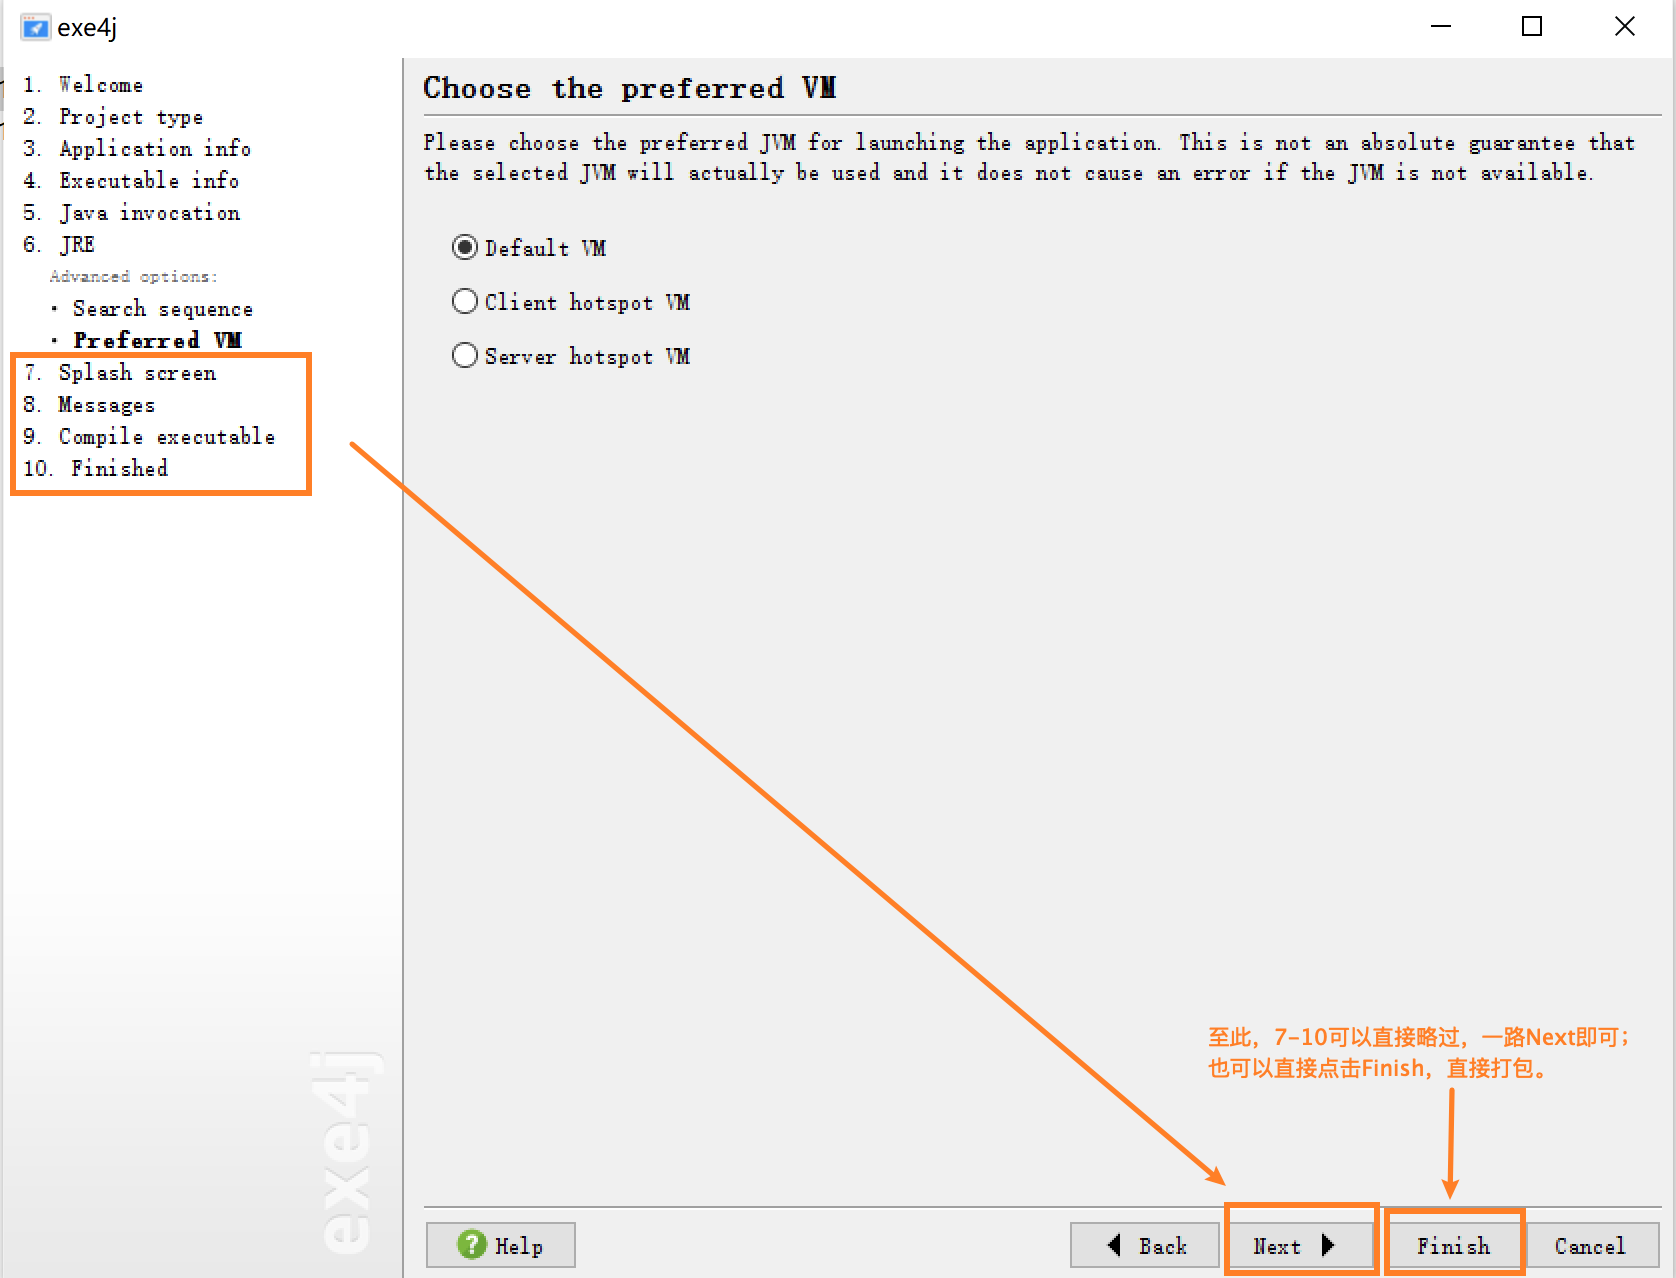 exe4j
1. Welcome
2. Project type
3. Application info
4. Executable info
5. Java invocation
6. JRE
Advanced options:
· Search sequence
· Preferred VM
7. Splash screen
8. Messages
9. Compile executable
10. Finished
exe4j
Choose the preferred VM
Please choose the preferred JVM for launching the application. This is not an absolute guarantee that
the selected JVM will actually be used and it does not cause an error if the JVM is not available.
Default VM
Client hotspot VM
Server hotspot VM
至此，7-10可以直接略过，一路Next即可；
也可以直接点击Finish，直接打包。
? Help
Back
Next
Finish
Cancel